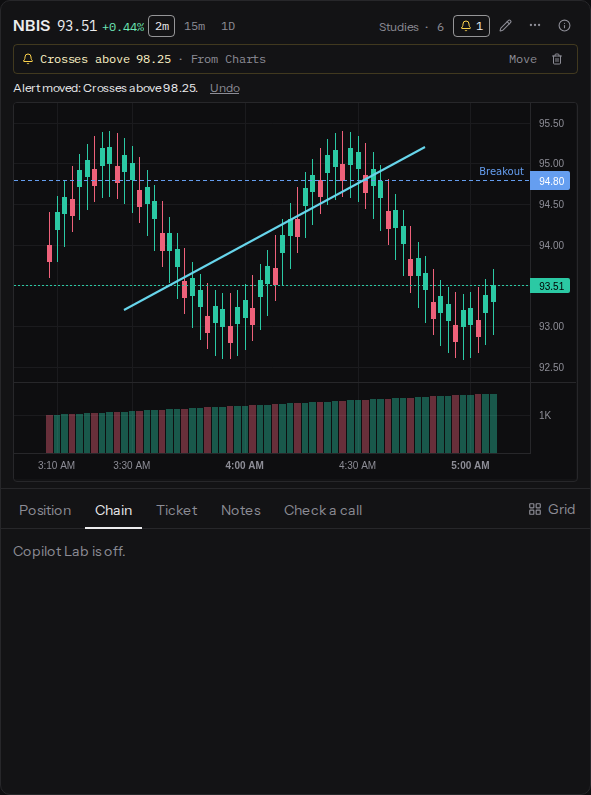 NBIS 93.51 +0.44% 2m 15m 1D Studies · 6 1
Crosses above 98.25 · From Charts Move
Alert moved: Crosses above 98.25. Undo
95.50
95.00
Breakout
94.80
94.50
94.00
93.51
93.00
92.50
1K
3:10 AM 3:30 AM 4:00 AM 4:30 AM 5:00 AM
Position Chain Ticket Notes Check a call Grid
Copilot Lab is off.